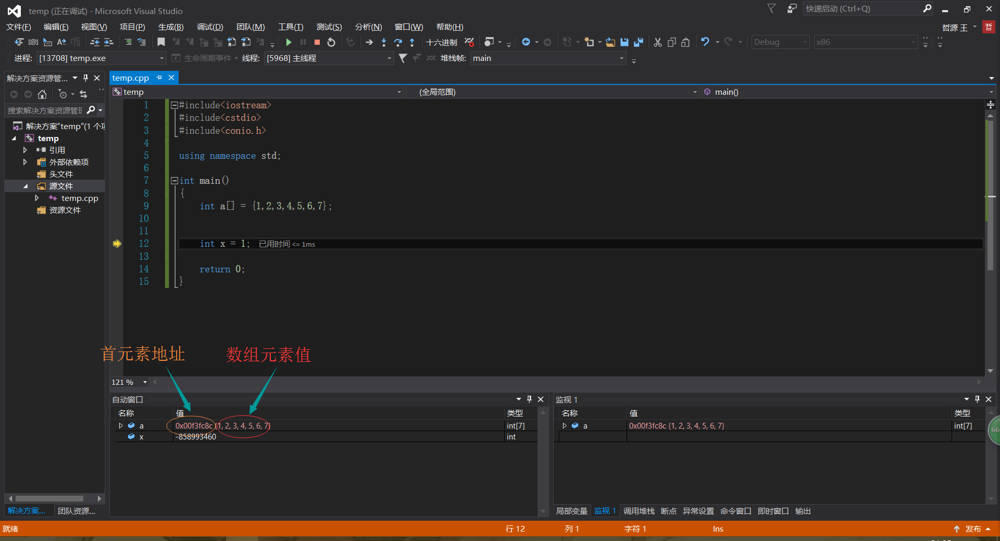 temp (正在调试) - Microsoft Visual Studio
快速启动 (Ctrl+Q)
文件(F) 编辑(E) 视图(V) 项目(P) 生成(B) 调试(D) 团队(M) 工具(T) 测试(S) 分析(N) 窗口(W) 帮助(H)
哲源 王 哲
十六进制 Debug x86
进程: [13708] temp.exe 生命周期事件 线程: [5968] 主线程 堆栈帧: main
解决方案资源管...
temp.cpp
temp (全局范围) main()
搜索解决方案资源管理
解决方案"temp"(1 个项
temp
引用
外部依赖项
头文件
源文件
temp.cpp
资源文件
1 #include<iostream>
2 #include<cstdio>
3 #include<conio.h>
4
5 using namespace std;
6
7 int main()
8 {
9 int a[] = {1,2,3,4,5,6,7};
10
11
12 int x = 1; 已用时间 <= 1ms
13
14 return 0;
15 }
首元素地址 数组元素值
121 %
自动窗口
名称 值 类型
a 0x00f3fc8c {1, 2, 3, 4, 5, 6, 7} int[7]
x -858993460 int
监视 1
名称 值 类型
a 0x00f3fc8c {1, 2, 3, 4, 5, 6, 7} int[7]
66
解决方案... 团队资源...
局部变量 监视 1 调用堆栈 断点 异常设置 命令窗口 即时窗口 输出
就绪 行 12 列 1 字符 1 Ins 发布